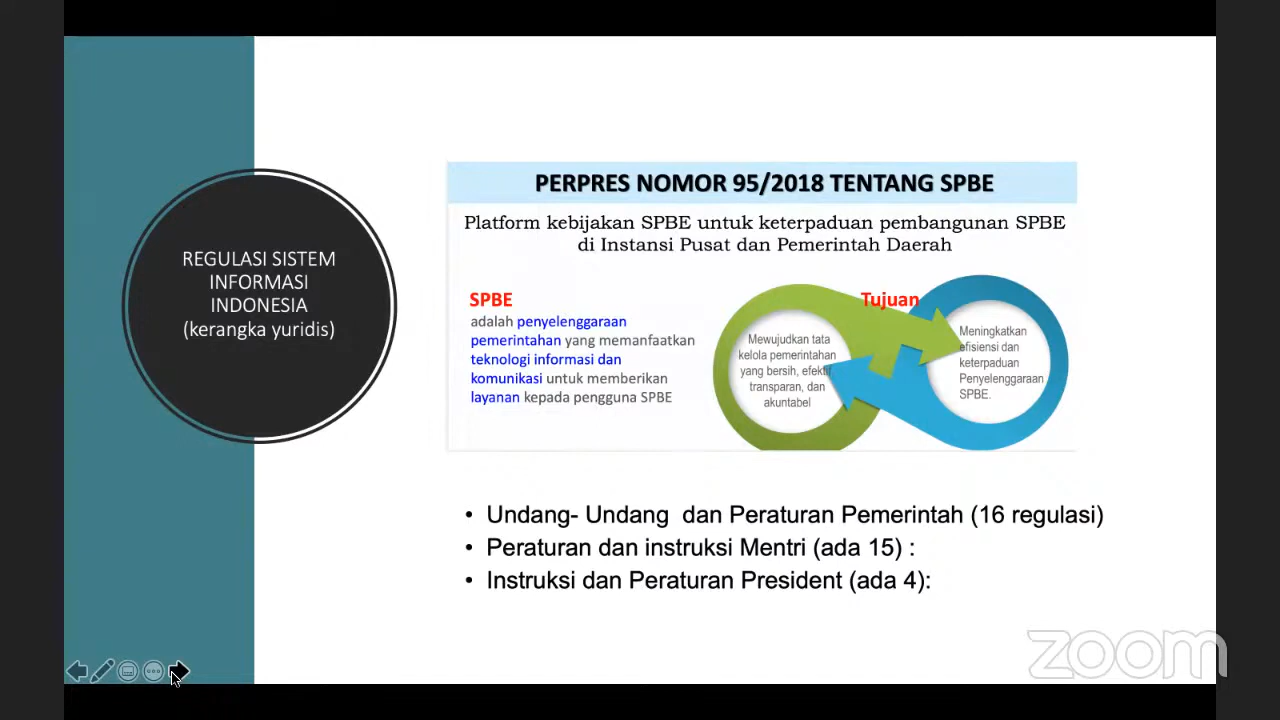 REGULASI SISTEM
INFORMASI
INDONESIA
(kerangka yuridis)
PERPRES NOMOR 95/2018 TENTANG SPBE
Platform kebijakan SPBE untuk keterpaduan pembangunan SPBE
di Instansi Pusat dan Pemerintah Daerah
SPBE
adalah penyelenggaraan
pemerintahan yang memanfaatkan
teknologi informasi dan
komunikasi untuk memberikan
layanan kepada pengguna SPBE
Tujuan
Mewujudkan tata
kelola pemerintahan
yang bersih, efektif,
transparan, dan
akuntabel
Meningkatkan
efisiensi dan
keterpaduan
Penyelenggaraan
SPBE.
• Undang- Undang dan Peraturan Pemerintah (16 regulasi)
• Peraturan dan instruksi Mentri (ada 15) :
• Instruksi dan Peraturan President (ada 4):
zoom